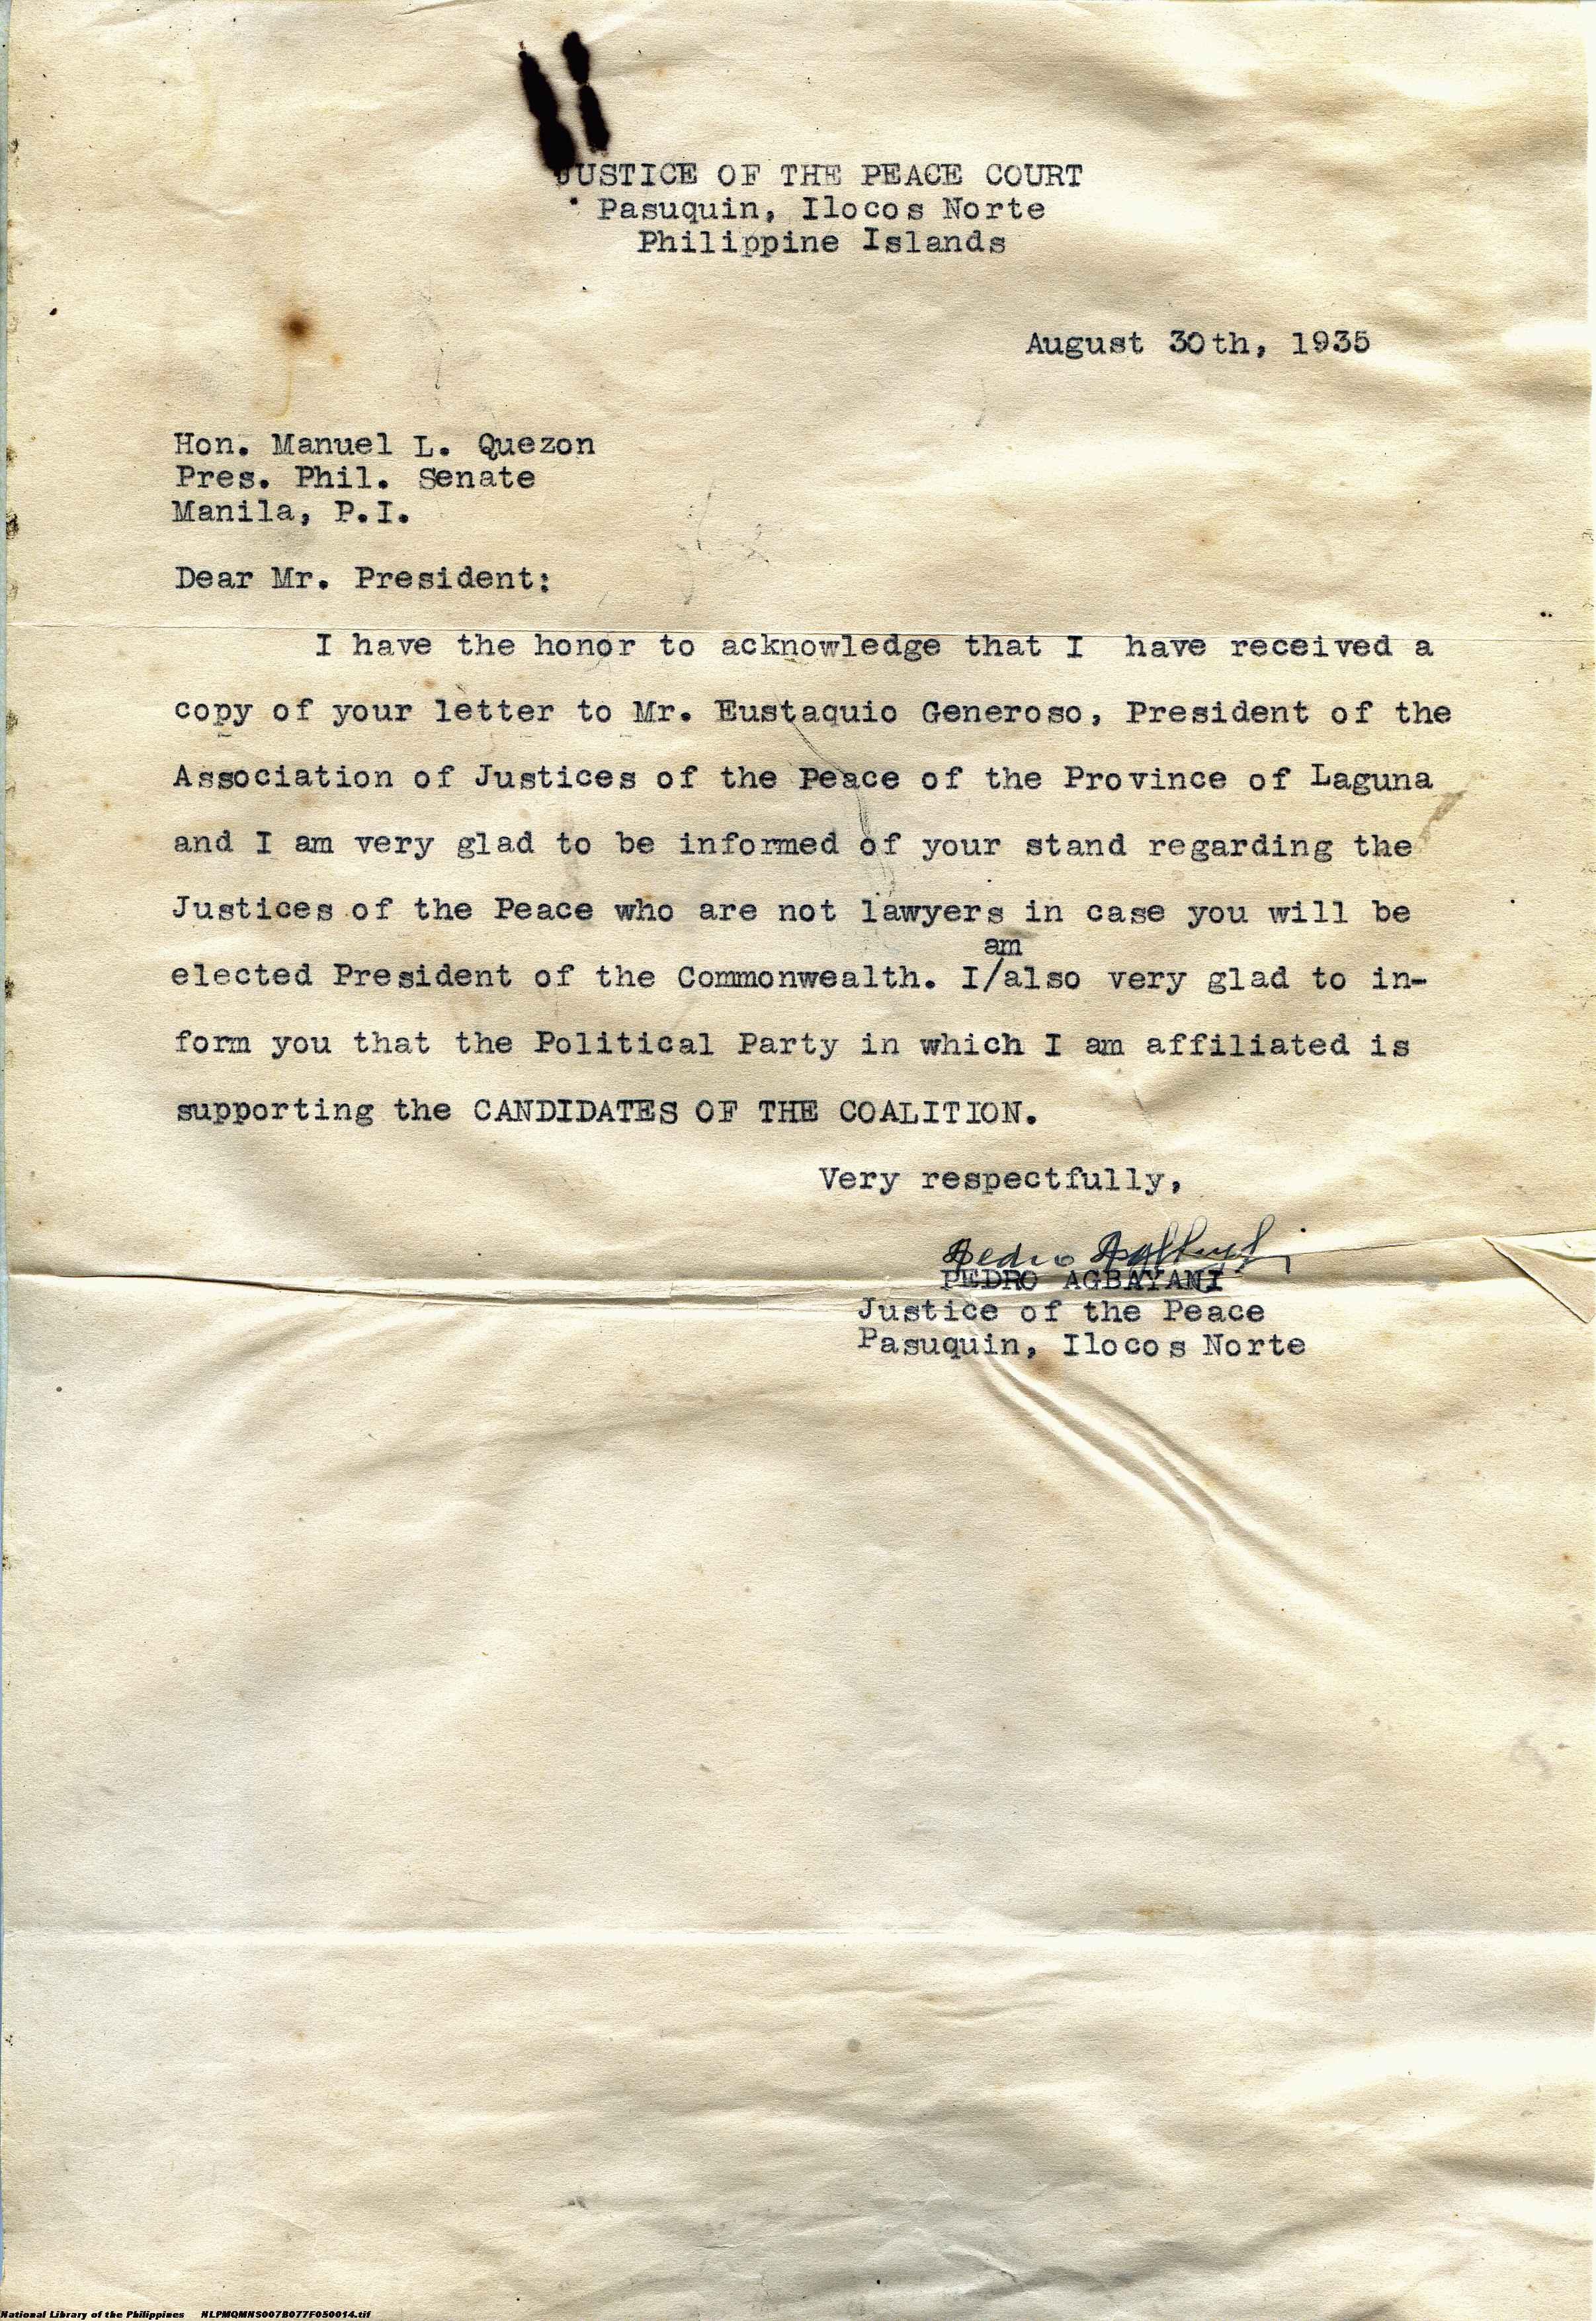 JUSTICE OF THE PEACE COURT
Pasuquin, Ilocos Norte
Philippine Islands
August 30th, 1935
Hon. Manuel L. Quezon
Pres. Phil. Senate
Manila, P.I.
Dear Mr. President:
I have the honor to acknowledge that I have received a
copy of your letter to Mr. Eustaquio Generoso, President of the
Association of Justices of the Peace of the Province of Laguna
and I am very glad to be informed of your stand regarding the
Justices of the Peace who are not lawyers in case you will be
am
elected President of the Commonwealth. I/also very glad to in-
form you that the Political Party in which I am affiliated is
supporting the CANDIDATES OF THE COALITION.
Very respectfully,
Pedro Agbayani
PEDRO AGBAYANI
Justice of the Peace
Pasuquin, Ilocos Norte
National Library of the Philippines NLPMQMNS007B077F050014.tif